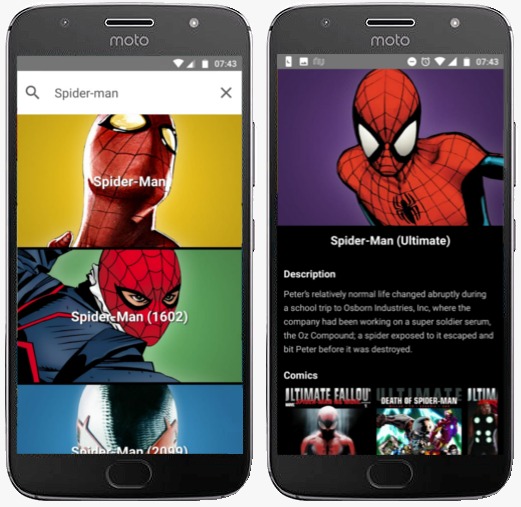 moto
07:43
Spider-man
Spider-Man
Spider-Man (1602)
Spider-Man (2099)
moto
07:43
Spider-Man (Ultimate)
Description
Peter's relatively normal life changed abruptly during
a school trip to Osborn Industries, Inc, where the
company had been working on a super soldier serum,
the Oz Compound; a spider exposed to it escaped and
bit Peter before it was destroyed.
Comics
ULTIMATE FALLOU
ULTIMATE
DEATH OF SPIDER-MAN
ULTIM